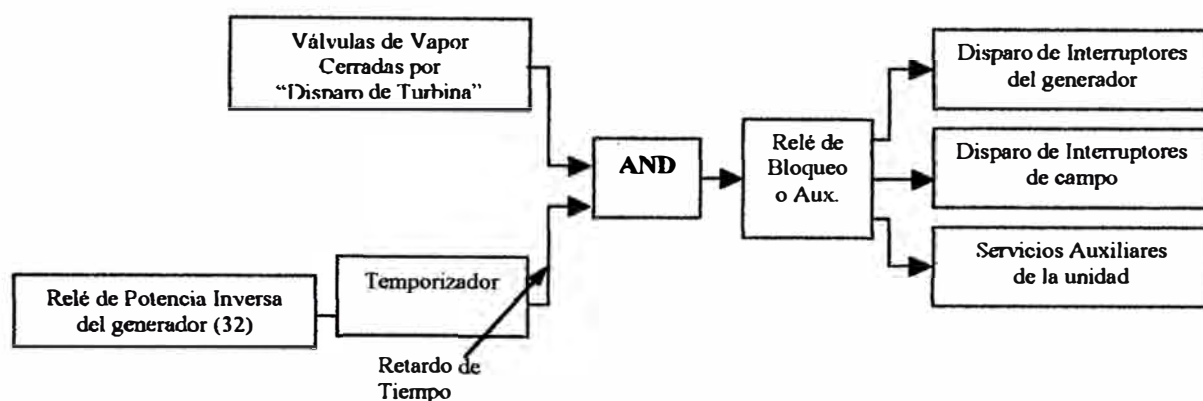 Válvulas de Vapor
Cerradas por
“Disparo de Turbina”
Relé de Potencia Inversa
del generador (32)
Temporizador
Retardo de
Tiempo
AND
Relé de
Bloqueo
o Aux.
Disparo de Interruptores
del generador
Disparo de Interruptores
de campo
Servicios Auxiliares
de la unidad